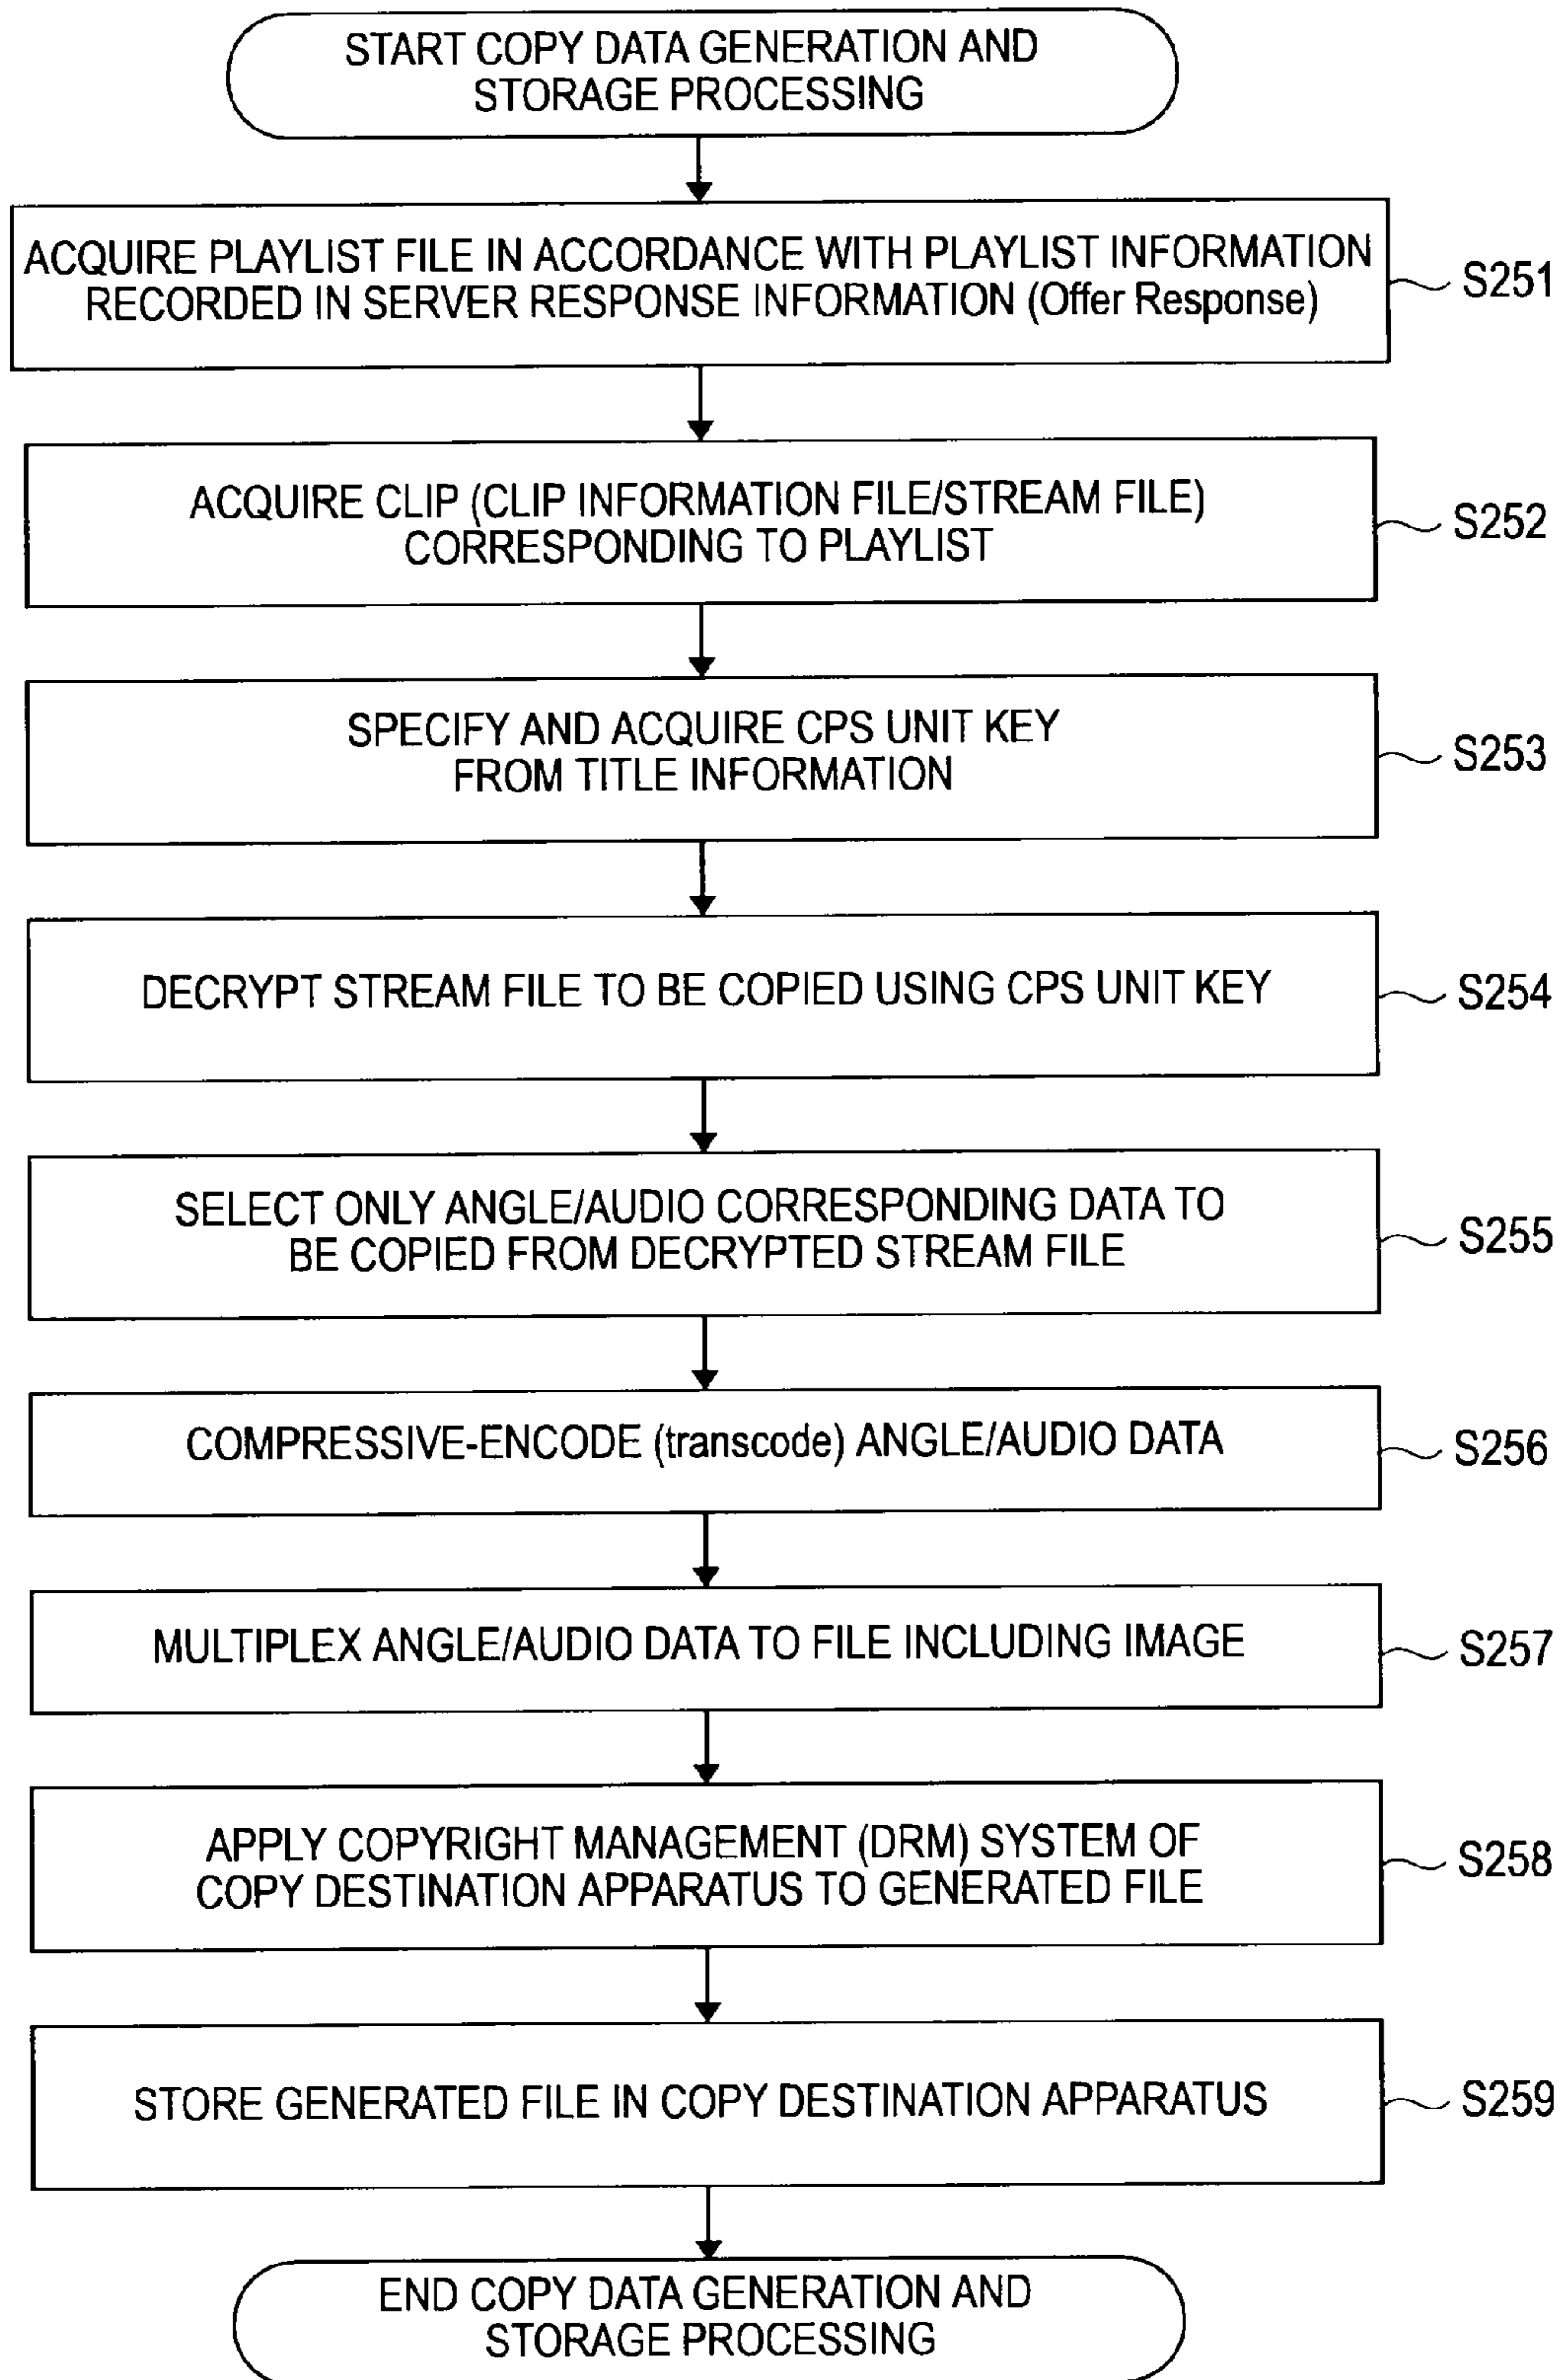 START COPY DATA GENERATION AND
STORAGE PROCESSING
ACQUIRE PLAYLIST FILE IN ACCORDANCE WITH PLAYLIST INFORMATION
RECORDED IN SERVER RESPONSE INFORMATION (Offer Response)
S251
ACQUIRE CLIP (CLIP INFORMATION FILE/STREAM FILE)
CORRESPONDING TO PLAYLIST
S252
SPECIFY AND ACQUIRE CPS UNIT KEY
FROM TITLE INFORMATION
S253
DECRYPT STREAM FILE TO BE COPIED USING CPS UNIT KEY
S254
SELECT ONLY ANGLE/AUDIO CORRESPONDING DATA TO
BE COPIED FROM DECRYPTED STREAM FILE
S255
COMPRESSIVE-ENCODE (transcode) ANGLE/AUDIO DATA
S256
MULTIPLEX ANGLE/AUDIO DATA TO FILE INCLUDING IMAGE
S257
APPLY COPYRIGHT MANAGEMENT (DRM) SYSTEM OF
COPY DESTINATION APPARATUS TO GENERATED FILE
S258
STORE GENERATED FILE IN COPY DESTINATION APPARATUS
S259
END COPY DATA GENERATION AND
STORAGE PROCESSING